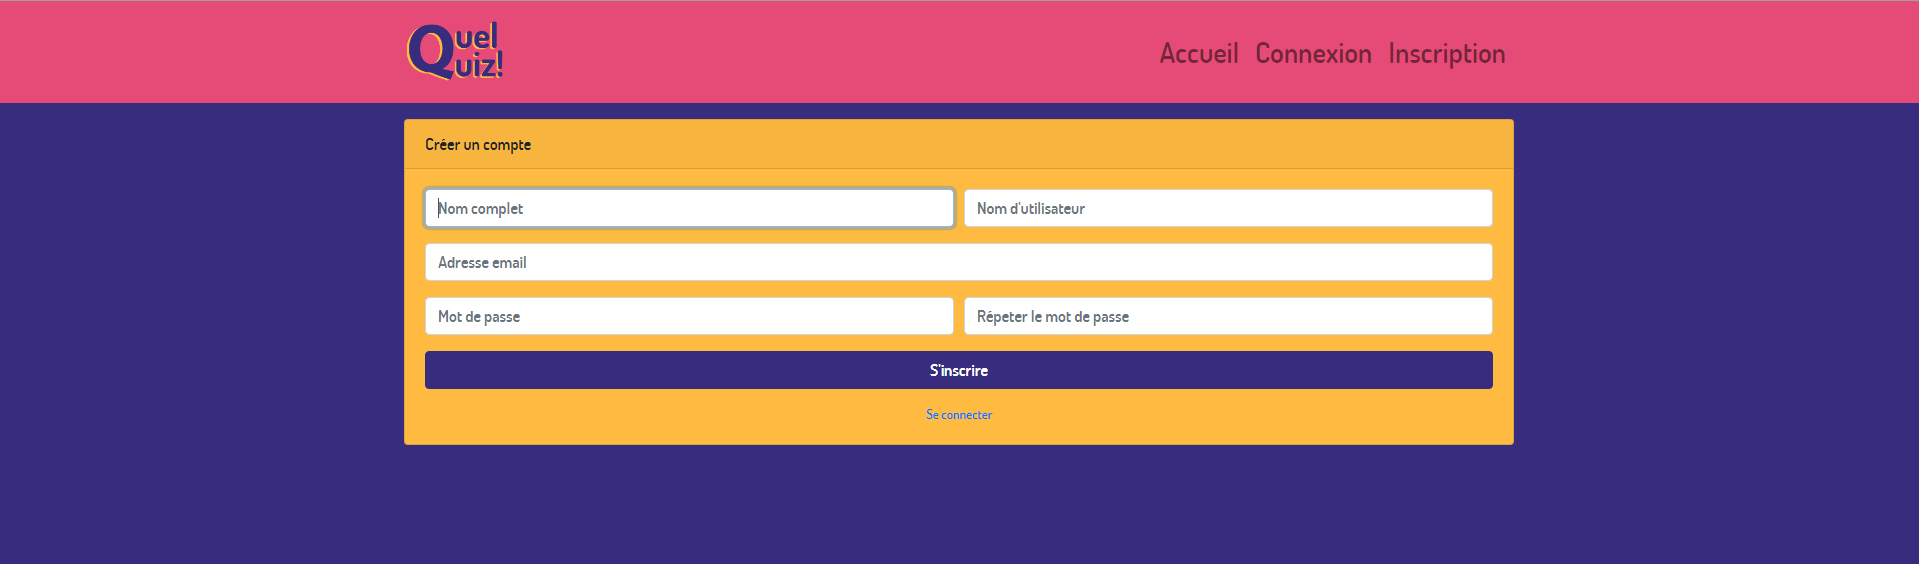 Quel
Quiz!
Accueil Connexion Inscription
Créer un compte
Nom complet
Nom d'utilisateur
Adresse email
Mot de passe
Répeter le mot de passe
S'inscrire
Se connecter